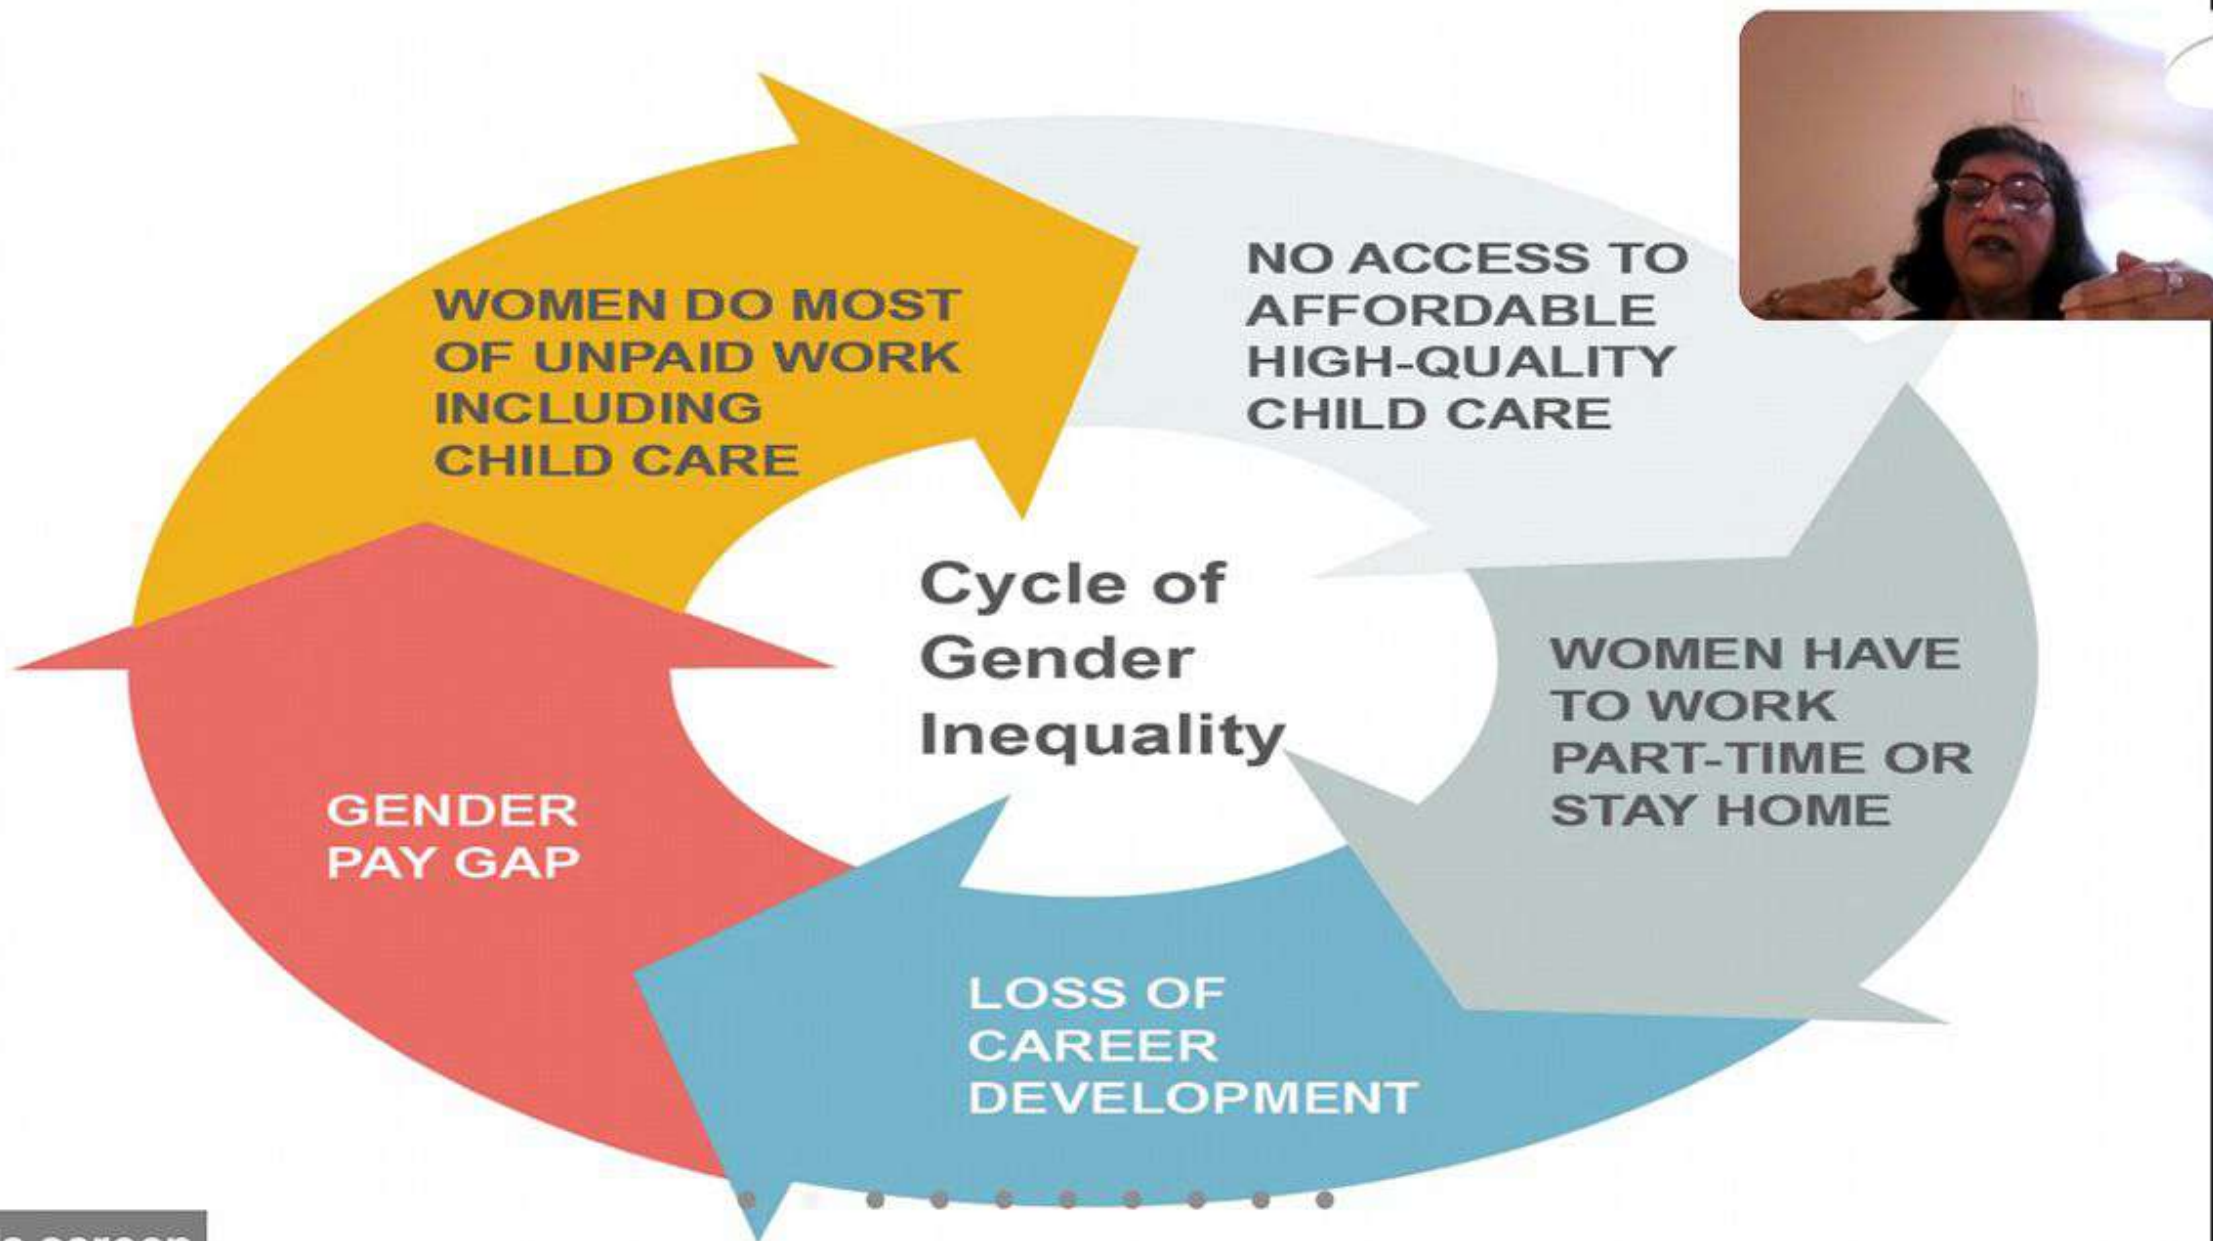 WOMEN DO MOST
OF UNPAID WORK
INCLUDING
CHILD CARE
NO ACCESS TO
AFFORDABLE
HIGH-QUALITY
CHILD CARE
WOMEN HAVE
TO WORK
PART-TIME OR
STAY HOME
LOSS OF
CAREER
DEVELOPMENT
GENDER
PAY GAP
Cycle of
Gender
Inequality